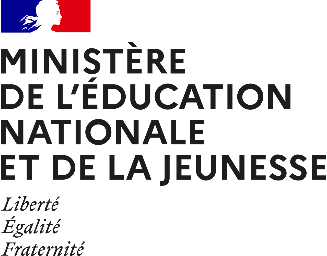 MINISTÈRE
DE L'ÉDUCATION
NATIONALE
ET DE LA JEUNESSE
Liberté
Égalité
Fraternité